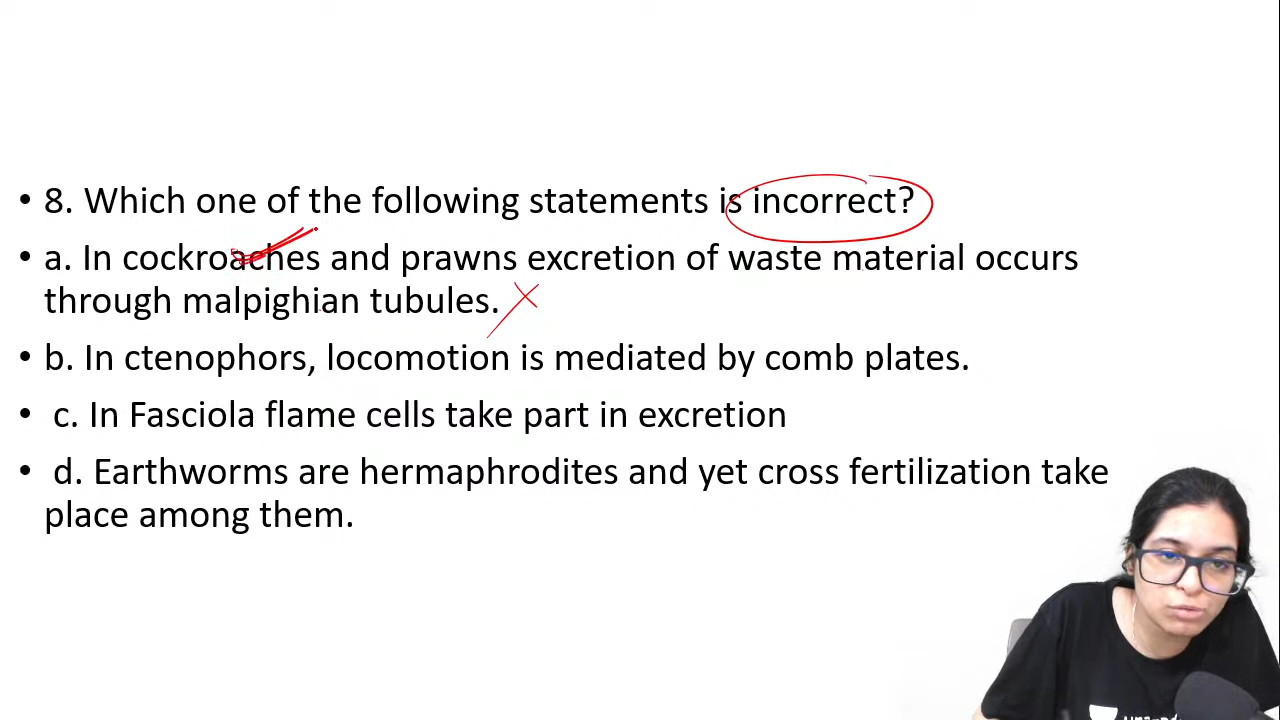 • 8. Which one of the following statements is incorrect?
• a. In cockroaches and prawns excretion of waste material occurs
through malpighian tubules.
• b. In ctenophors, locomotion is mediated by comb plates.
• c. In Fasciola flame cells take part in excretion
• d. Earthworms are hermaphrodites and yet cross fertilization take
place among them.